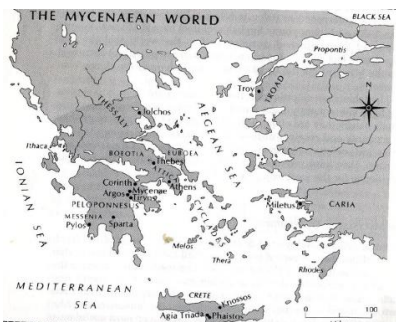 THE MYCENAEAN WORLD
BLACK SEA
Propontis
Troy
TROAD
N
THESSALY
Iolchos
AEGEAN SEA
Ithaca
BOEOTIA
EUBOEA
Thebes
ATTICA
IONIAN SEA
Corinth
Athens
Mycenae
Argos
Tiryns
PELOPONNESUS
MESSENIA
Pylos
Sparta
CYCLADES
Miletus
CARIA
Melos
Thera
Rhodes
MEDITERRANEAN
SEA
CRETE
Knossos
Agia Triada
Phaistos
0 100